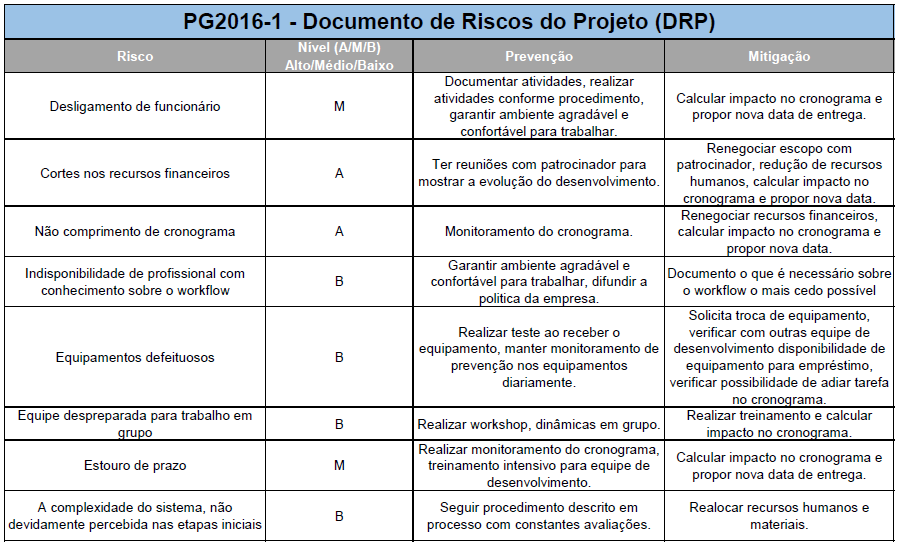 PG2016-1 - Documento de Riscos do Projeto (DRP)
Risco
Nivel (A/M/B)
Alto/Médio/Baixo
Prevenção
Mitigação
Desligamento de funcionário
M
Documentar atividades, realizar
atividades conforme procedimento,
garantir ambiente agradável e
confortável para trabalhar.
Calcular impacto no cronograma e
propor nova data de entrega.
Cortes nos recursos financeiros
A
Ter reuniões com patrocinador para
mostrar a evolução do desenvolvimento.
Renegociar escopo com
patrocinador, redução de recursos
humanos, calcular impacto no
cronograma e propor nova data.
Não comprimento de cronograma
A
Monitoramento do cronograma.
Renegociar recursos financeiros,
calcular impacto no cronograma e
propor nova data.
Indisponibilidade de profissional com
conhecimento sobre o workflow
B
Garantir ambiente agradável e
confortável para trabalhar, difundir a
politica da empresa.
Documento o que é necessário sobre
o workflow o mais cedo possível
Equipamentos defeituosos
B
Realizar teste ao receber o
equipamento, manter monitoramento de
prevenção nos equipamentos
diariamente.
Solicita troca de equipamento,
verificar com outras equipe de
desenvolvimento disponibilidade de
equipamento para empréstimo,
verificar possibilidade de adiar tarefa
no cronograma.
Equipe despreparada para trabalho em
grupo
B
Realizar workshop, dinâmicas em grupo.
Realizar treinamento e calcular
impacto no cronograma.
Estouro de prazo
M
Realizar monitoramento do cronograma,
treinamento intensivo para equipe de
desenvolvimento.
Calcular impacto no cronograma e
propor nova data de entrega.
A complexidade do sistema, não
devidamente percebida nas etapas iniciais
B
Seguir procedimento descrito em
processo com constantes avaliações.
Realocar recursos humanos e
materiais.